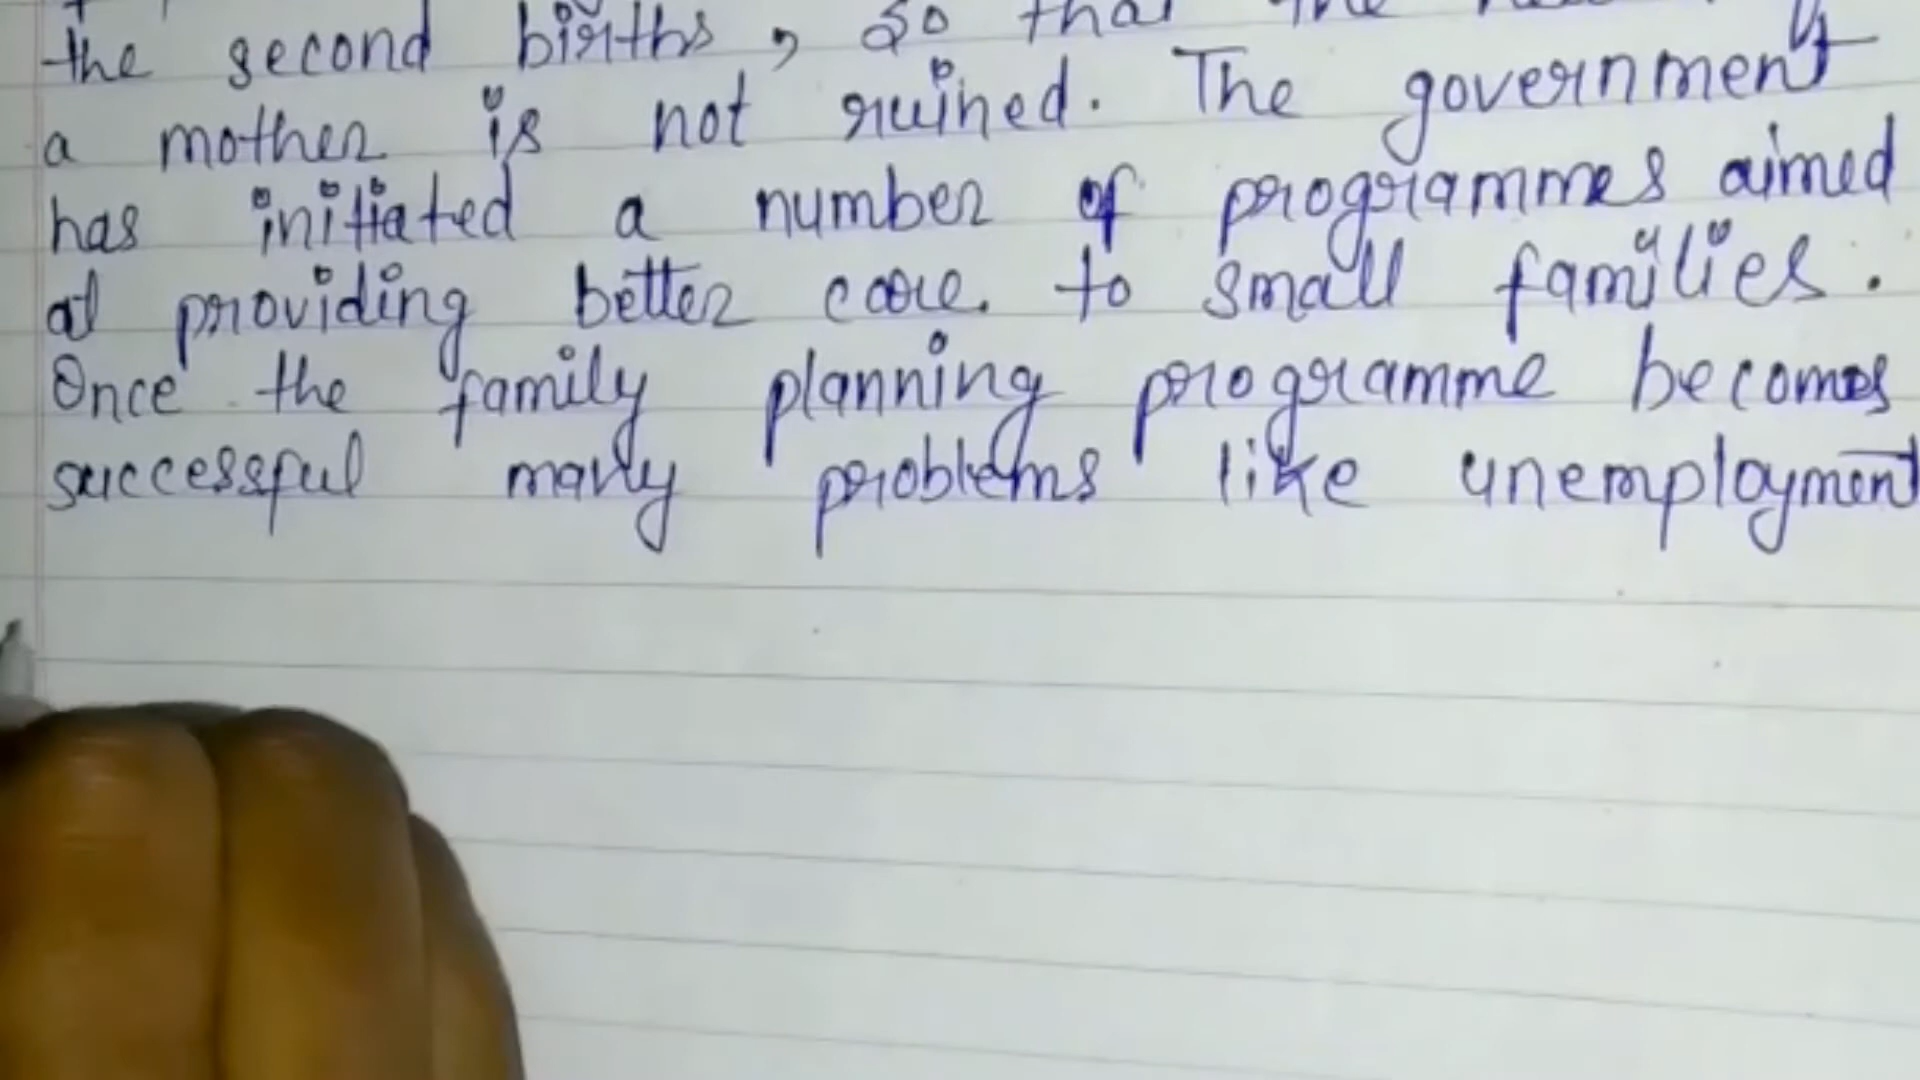 the second births, so that the
a mother is not ruined. The government
has initiated a number of programmes aimed
at providing better care. to small families.
Once the family planning programme becomes
successful many problems like unemployment